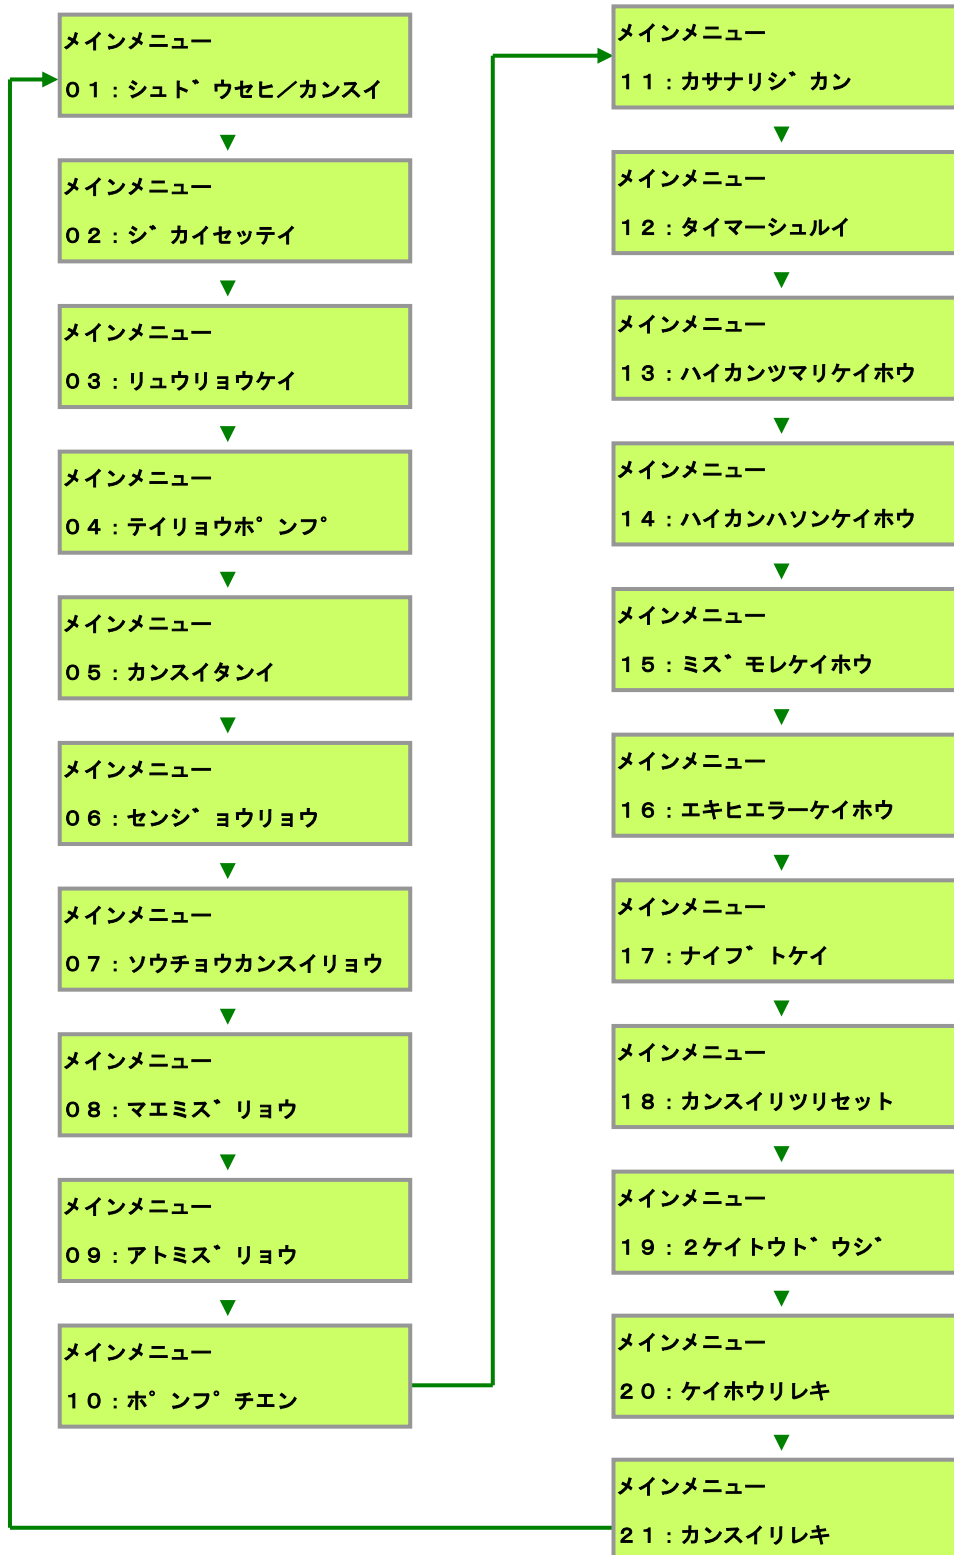 メインメニュー
０１：シュト゛ウセヒ／カンスイ
▼
メインメニュー
０２：シ゛カイセッテイ
▼
メインメニュー
０３：リュウリョウケイ
▼
メインメニュー
０４：テイリョウホ゜ンフ゜
▼
メインメニュー
０５：カンスイタンイ
▼
メインメニュー
０６：センシ゛ョウリョウ
▼
メインメニュー
０７：ソウチョウカンスイリョウ
▼
メインメニュー
０８：マエミス゛リョウ
▼
メインメニュー
０９：アトミス゛リョウ
▼
メインメニュー
１０：ホ゜ンフ゜チエン
メインメニュー
１１：カサナリシ゛カン
▼
メインメニュー
１２：タイマーシュルイ
▼
メインメニュー
１３：ハイカンツマリケイホウ
▼
メインメニュー
１４：ハイカンハソンケイホウ
▼
メインメニュー
１５：ミス゛モレケイホウ
▼
メインメニュー
１６：エキヒエラーケイホウ
▼
メインメニュー
１７：ナイフ゛トケイ
▼
メインメニュー
１８：カンスイリツリセット
▼
メインメニュー
１９：２ケイトウト゛ウシ゛
▼
メインメニュー
２０：ケイホウリレキ
▼
メインメニュー
２１：カンスイリレキ